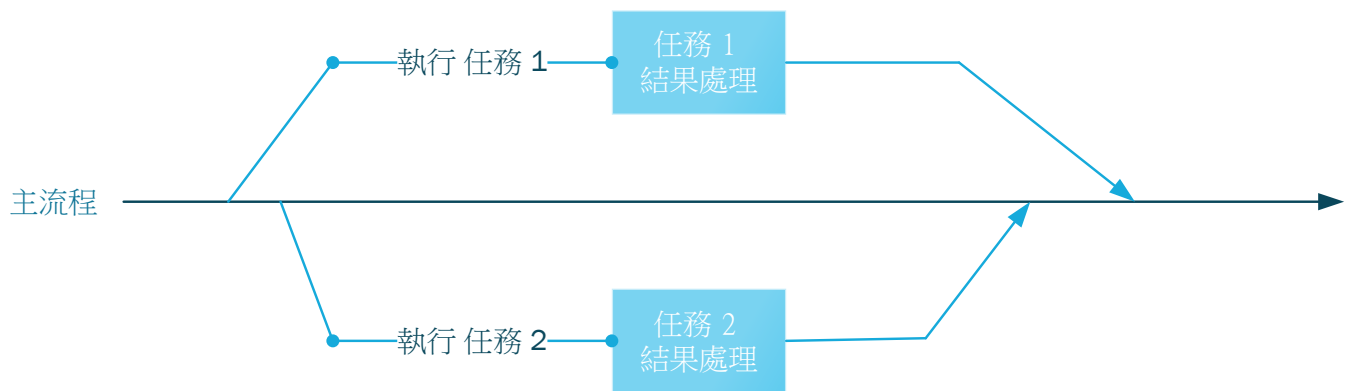 任務 1
結果處理
執行 任務 1
主流程
任務 2
結果處理
執行 任務 2